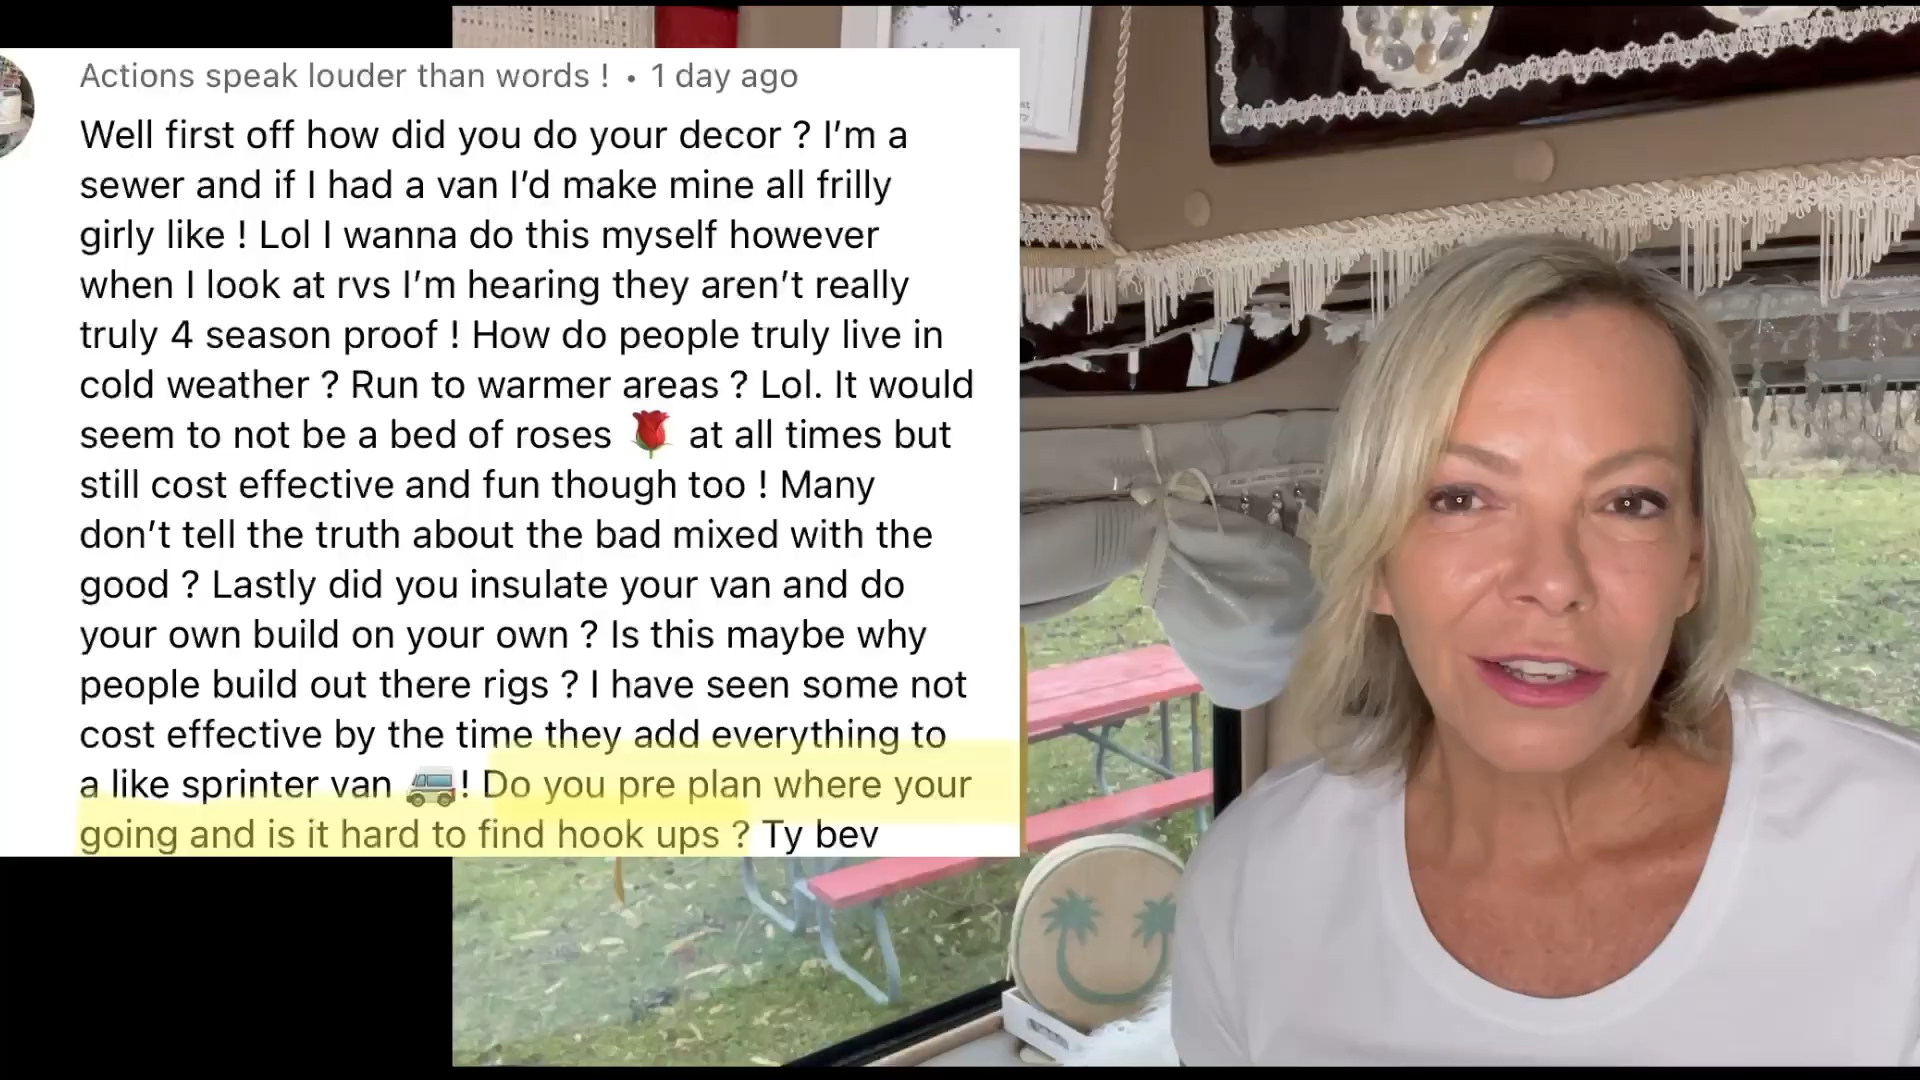 Actions speak louder than words ! • 1 day ago
Well first off how did you do your decor ? I’m a
sewer and if I had a van I’d make mine all frilly
girly like ! Lol I wanna do this myself however
when I look at rvs I’m hearing they aren’t really
truly 4 season proof ! How do people truly live in
cold weather ? Run to warmer areas ? Lol. It would
seem to not be a bed of roses 🌹 at all times but
still cost effective and fun though too ! Many
don’t tell the truth about the bad mixed with the
good ? Lastly did you insulate your van and do
your own build on your own ? Is this maybe why
people build out there rigs ? I have seen some not
cost effective by the time they add everything to
a like sprinter van 🚐! Do you pre plan where your
going and is it hard to find hook ups ? Ty bev